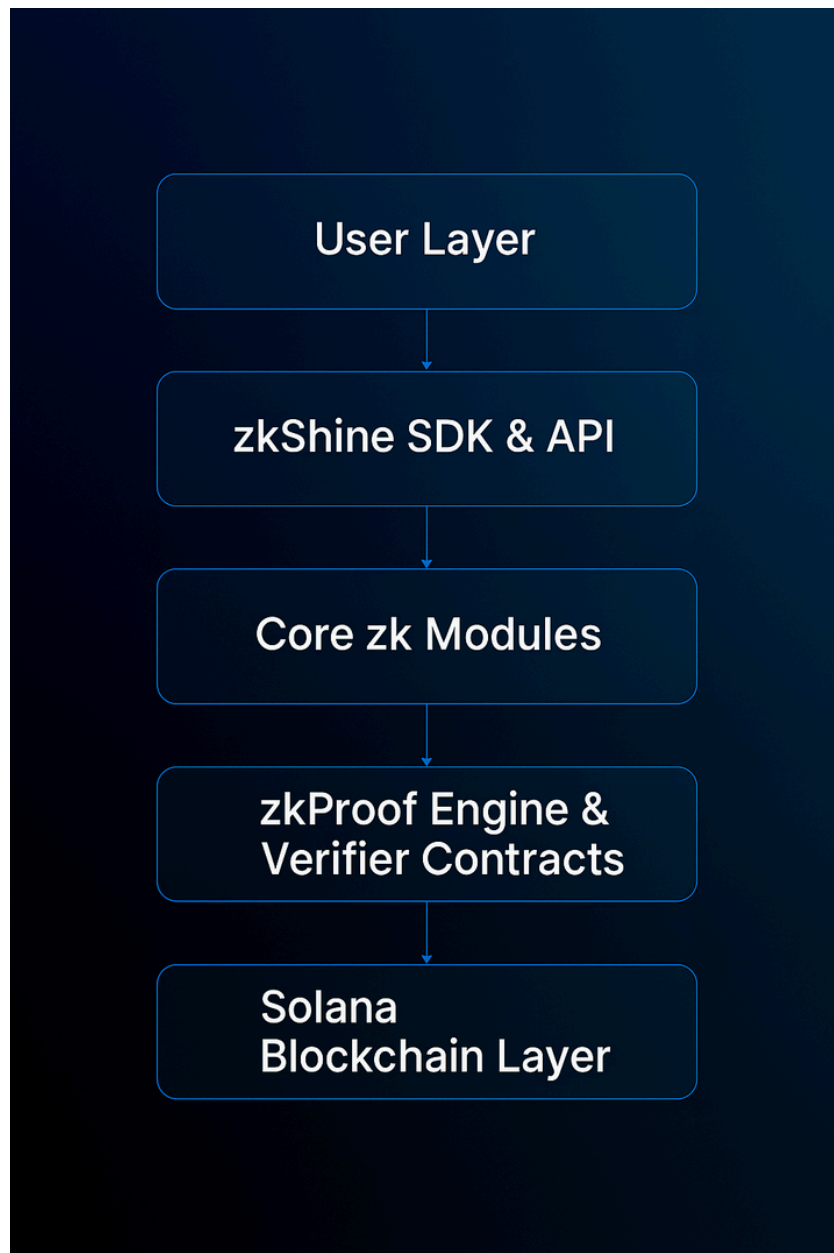 User Layer
zkShine SDK & API
Core zk Modules
zkProof Engine &
Verifier Contracts
Solana
Blockchain Layer